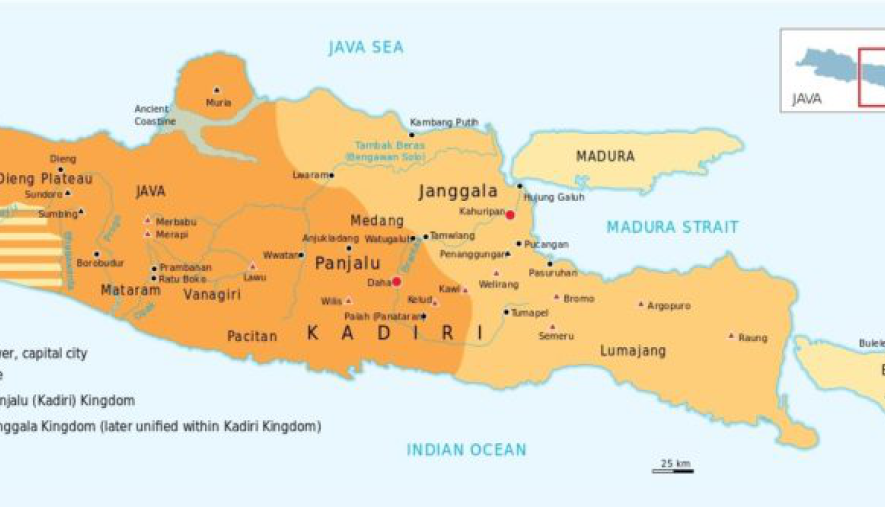 JAVA SEA
JAVA
Muria
Ancient
Coastline
Kambang Putih
Tambak Beras
(Bengawan Solo)
MADURA
Dieng
Dieng Plateau
Lwaram
Sundoro
JAVA
Janggala
Hujung Galuh
Sumbing
Kahuripan
Merbabu
Medang
MADURA STRAIT
Merapi
Progo
Anjukladang
Watugaluh
Tamwlang
Pucangan
Wwatan
Penanggungan
Borobudur
Prambanan
Panjalu
Pasuruhan
Ratu Boko
Lawu
Daha
Welirang
Mataram
Vanagiri
Kawi
Bromo
Wilis
Kelud
Argopuro
Opak
Palah (Panataran)
Tumapel
Pacitan
KADIRI
Semeru
Raung
Lumajang
Bulele
wer, capital city
e
njalu (Kadiri) Kingdom
nggala Kingdom (later unified within Kadiri Kingdom)
INDIAN OCEAN
25 km